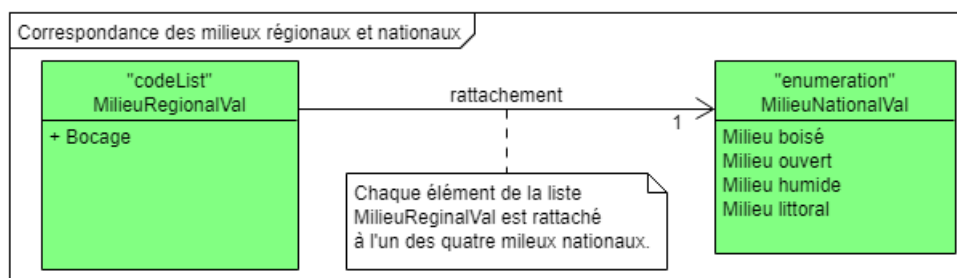 Correspondance des milieux régionaux et nationaux
"codeList"
MilieuRegionalVal
+ Bocage
rattachement
1
"enumeration"
MilieuNationalVal
Milieu boisé
Milieu ouvert
Milieu humide
Milieu littoral
Chaque élément de la liste
MilieuReginalVal est rattaché
à l'un des quatre mileux nationaux.